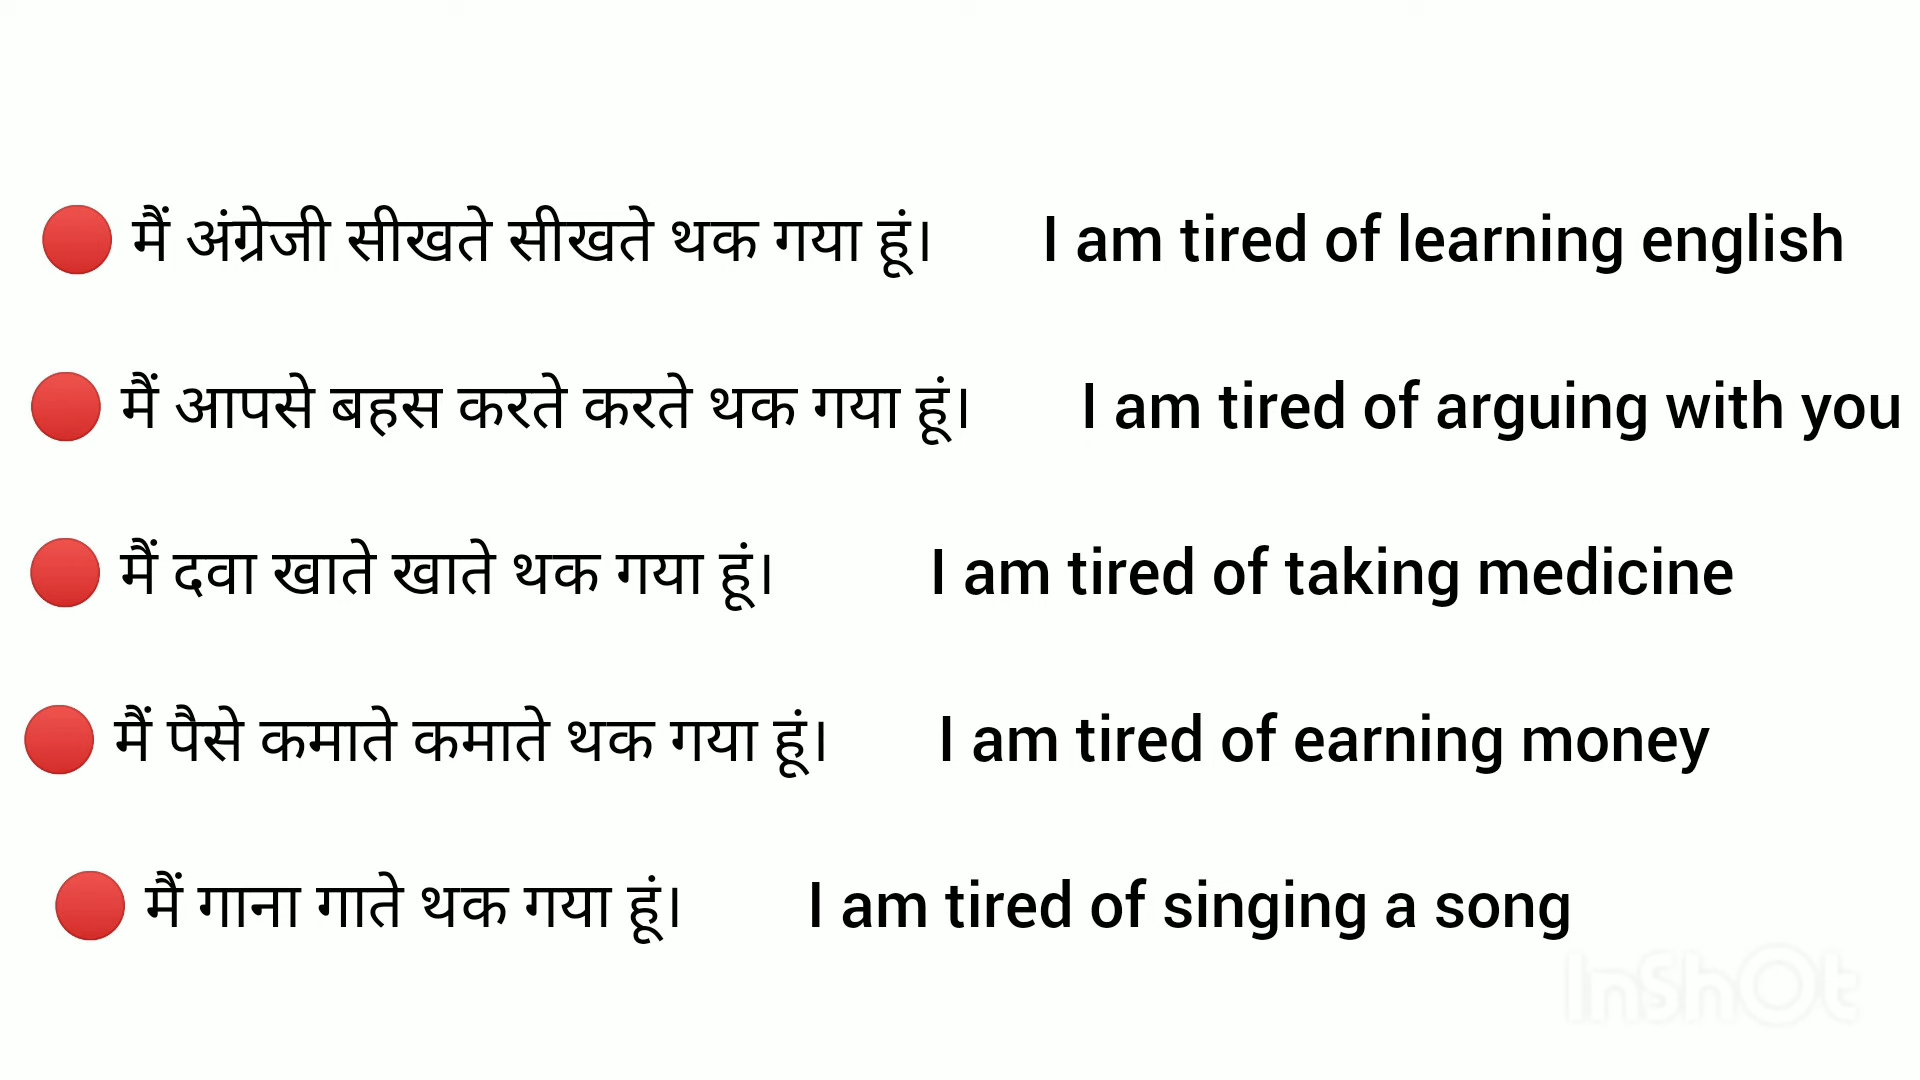 🔴 मैं अंग्रेजी सीखते सीखते थक गया हूं। I am tired of learning english
🔴 मैं आपसे बहस करते करते थक गया हूं। I am tired of arguing with you
🔴 मैं दवा खाते खाते थक गया हूं। I am tired of taking medicine
🔴 मैं पैसे कमाते कमाते थक गया हूं। I am tired of earning money
🔴 मैं गाना गाते थक गया हूं। I am tired of singing a song
InShOt